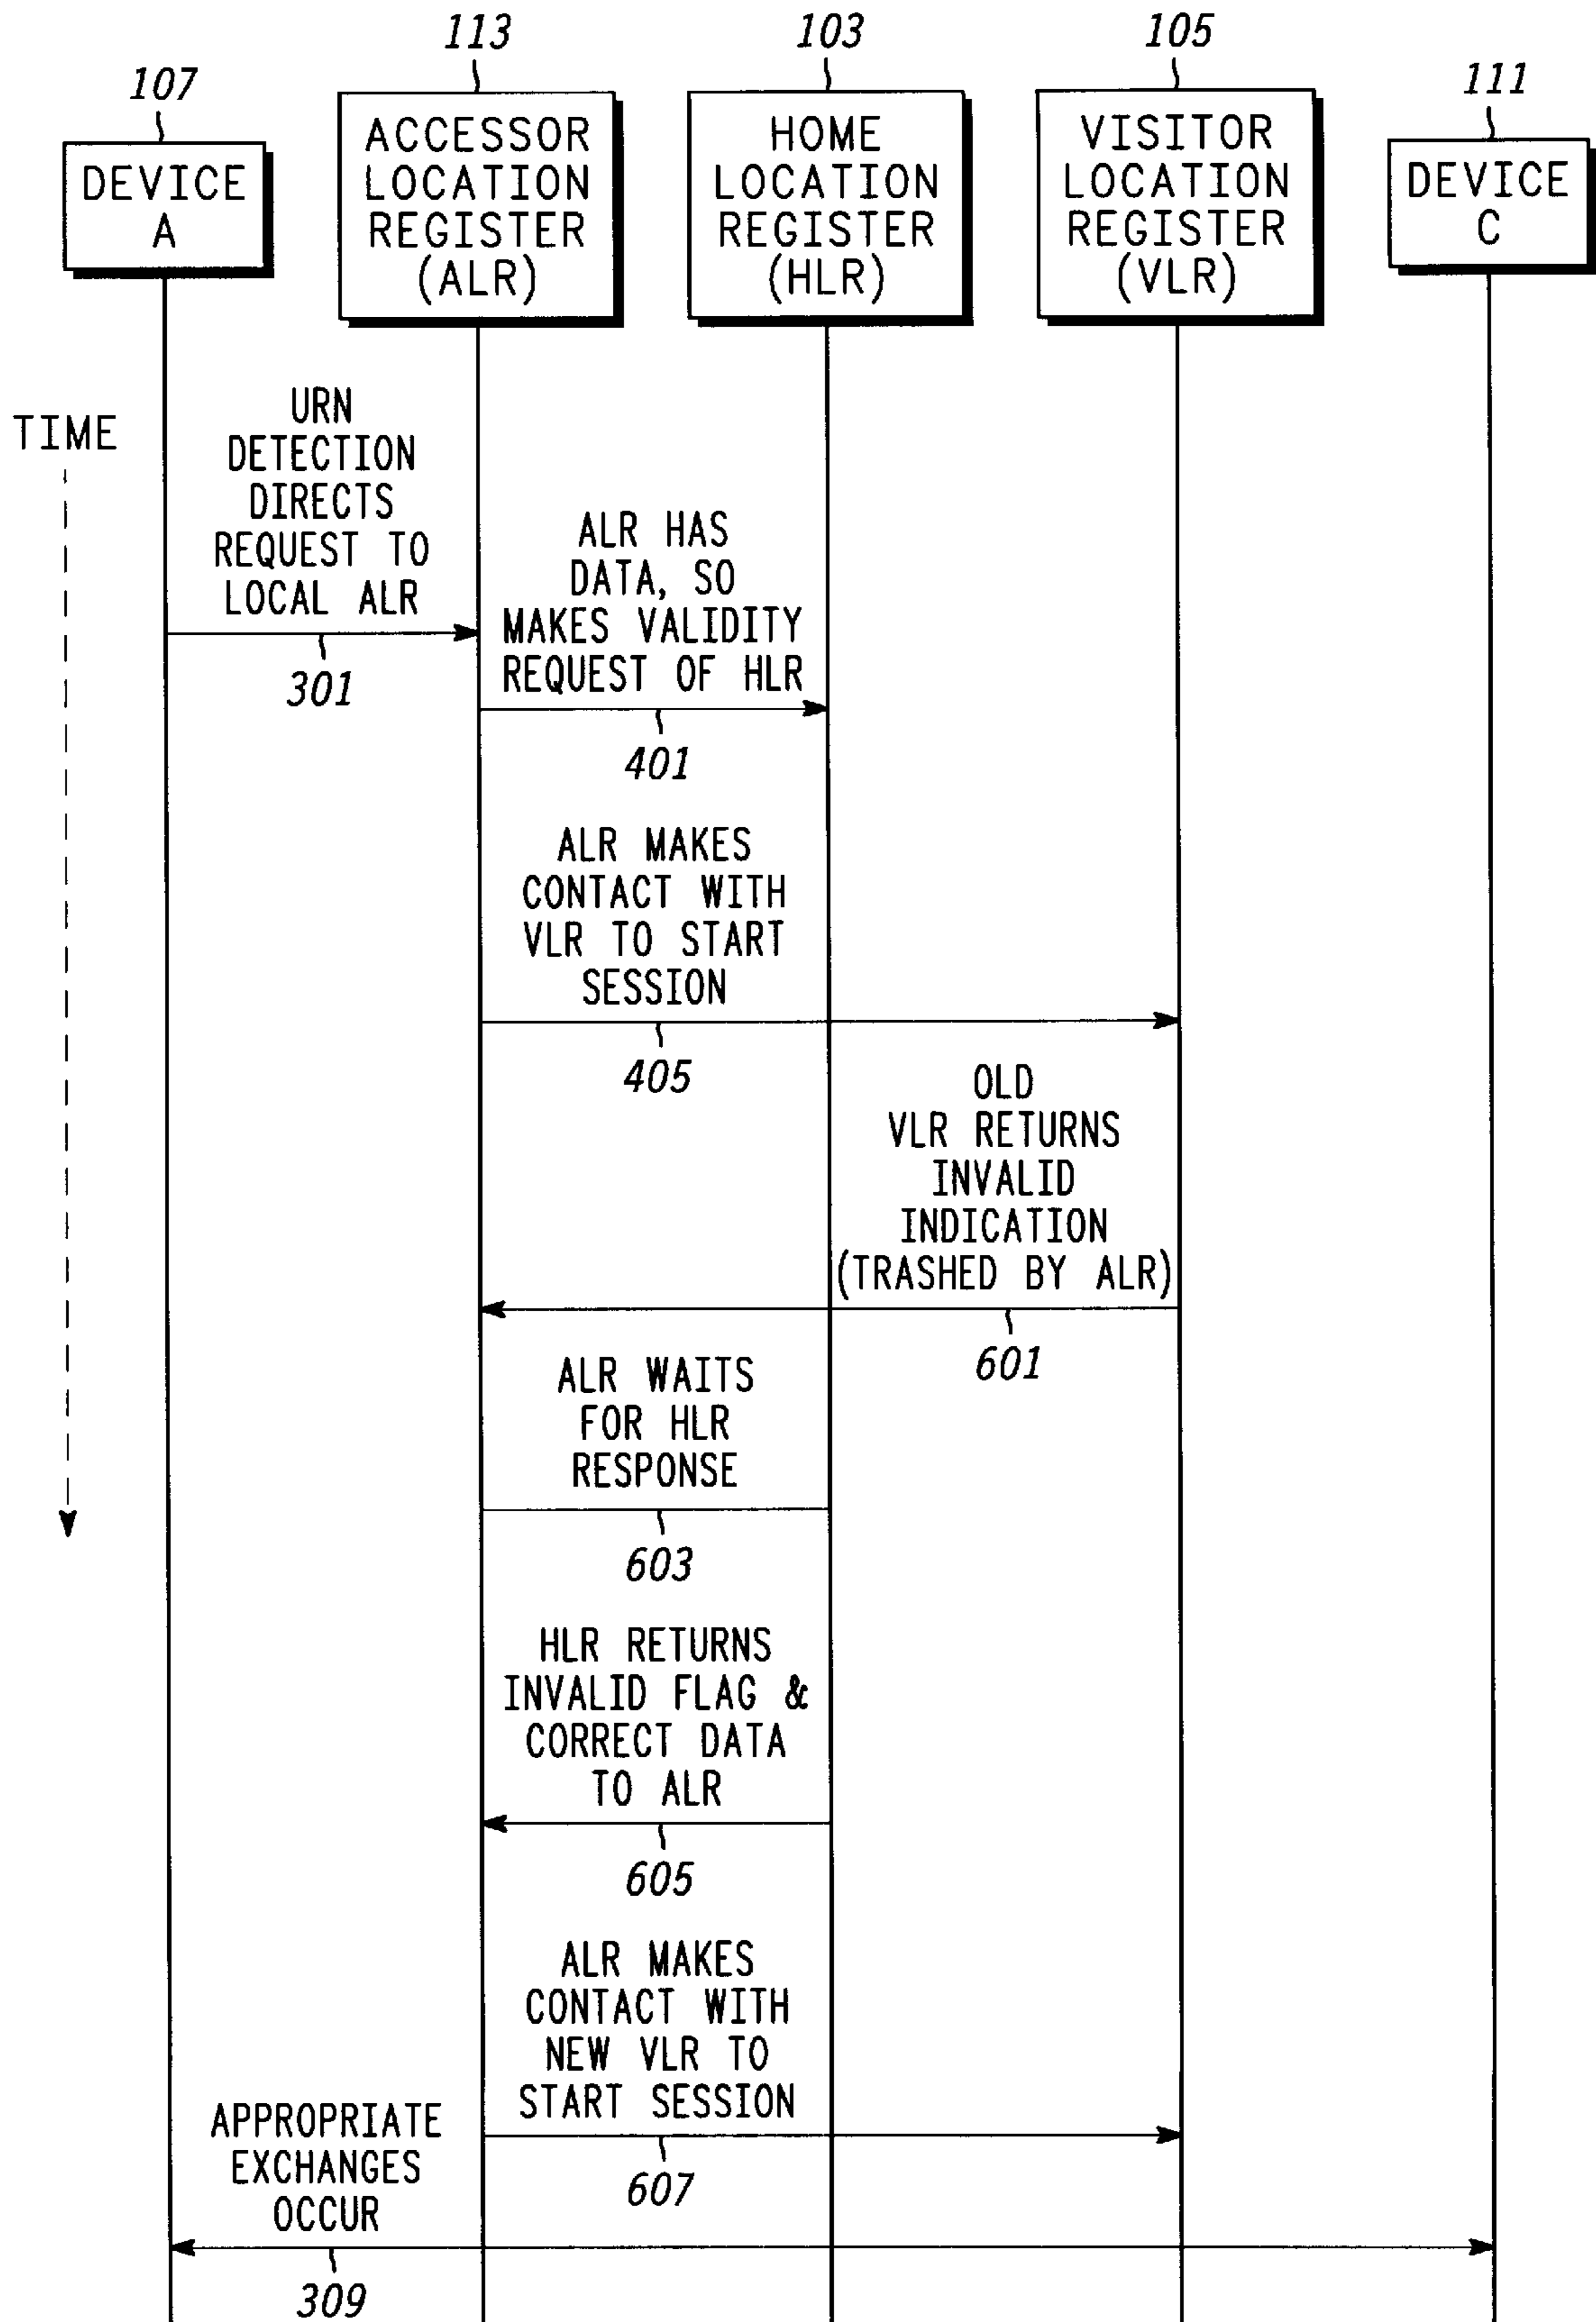 113
103
105
107
111
DEVICE
A
ACCESSOR
LOCATION
REGISTER
(ALR)
HOME
LOCATION
REGISTER
(HLR)
VISITOR
LOCATION
REGISTER
(VLR)
DEVICE
C
TIME
URN
DETECTION
DIRECTS
REQUEST TO
LOCAL ALR
301
ALR HAS
DATA, SO
MAKES VALIDITY
REQUEST OF HLR
401
ALR MAKES
CONTACT WITH
VLR TO START
SESSION
405
OLD
VLR RETURNS
INVALID
INDICATION
(TRASHED BY ALR)
601
ALR WAITS
FOR HLR
RESPONSE
603
HLR RETURNS
INVALID FLAG &
CORRECT DATA
TO ALR
605
ALR MAKES
CONTACT WITH
NEW VLR TO
START SESSION
607
APPROPRIATE
EXCHANGES
OCCUR
309